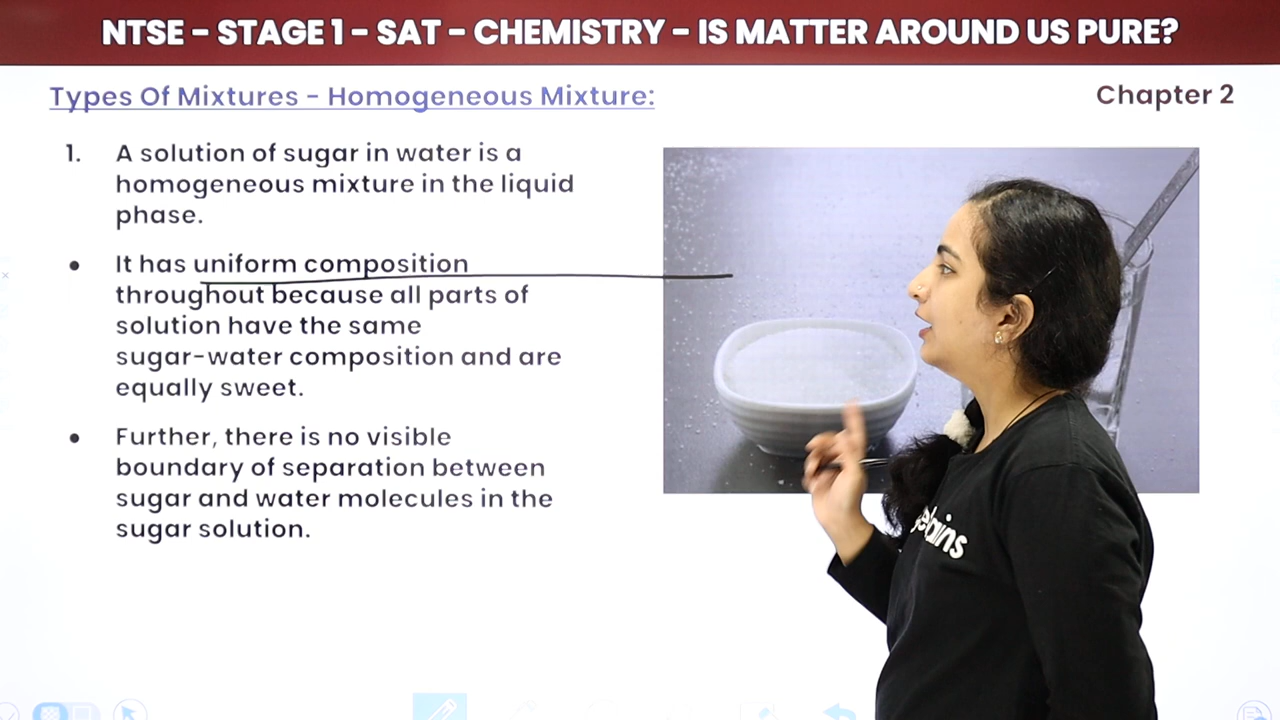 NTSE – STAGE 1 – SAT – CHEMISTRY – IS MATTER AROUND US PURE?
Types Of Mixtures – Homogeneous Mixture:
Chapter 2
1. A solution of sugar in water is a
homogeneous mixture in the liquid
phase.
• It has uniform composition
throughout because all parts of
solution have the same
sugar-water composition and are
equally sweet.
• Further, there is no visible
boundary of separation between
sugar and water molecules in the
sugar solution.